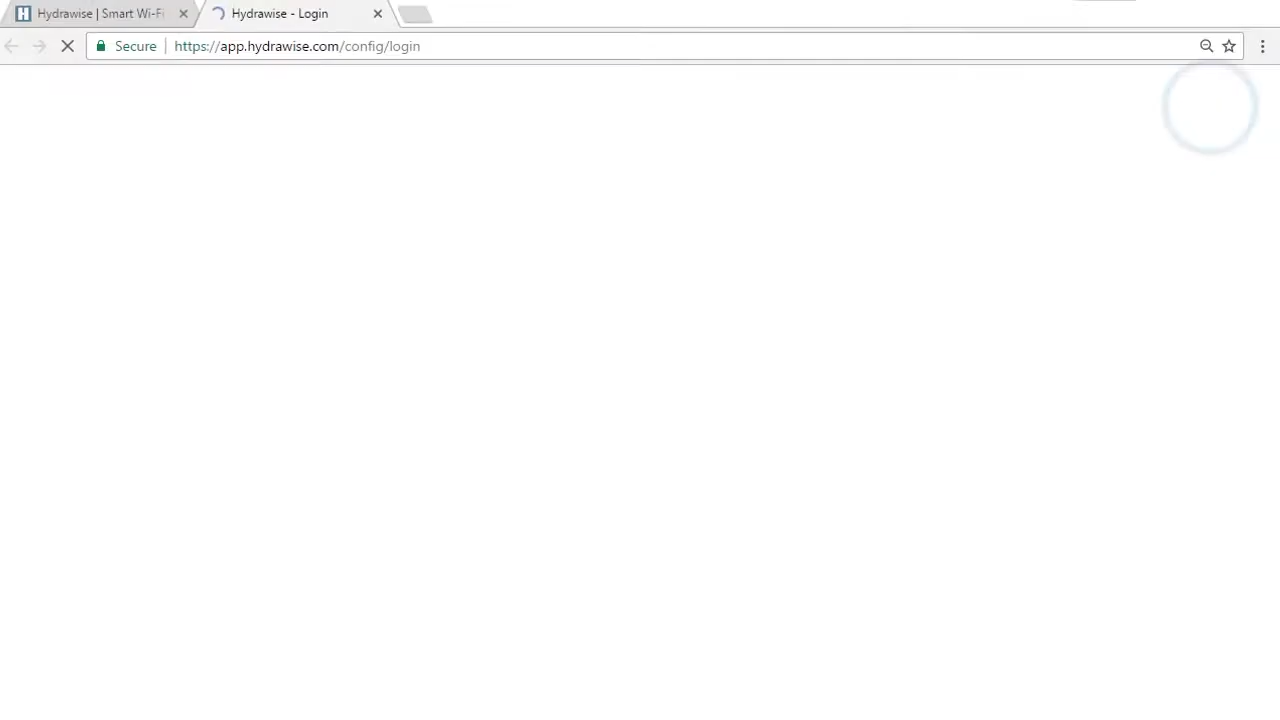 Hydrawise | Smart Wi-Fi
Hydrawise - Login
Secure
https://app.hydrawise.com/config/login